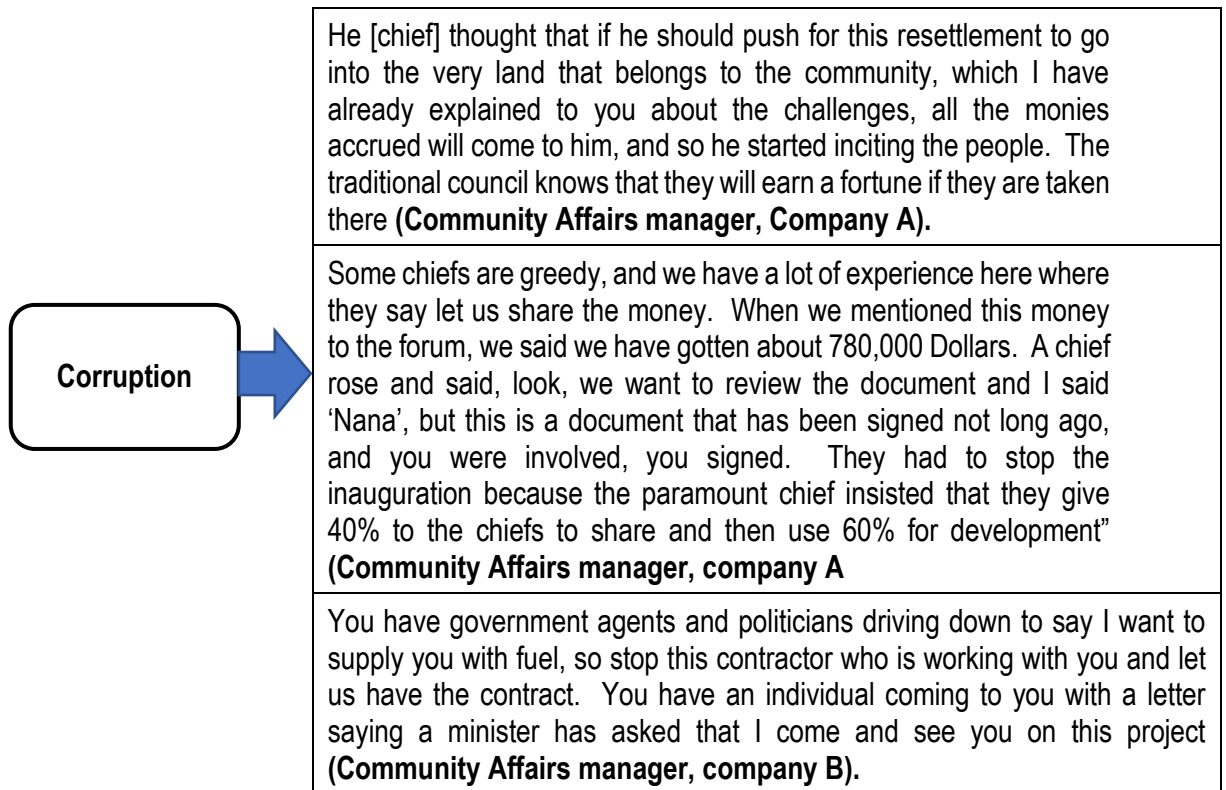 Corruption
He [chief] thought that if he should push for this resettlement to go
into the very land that belongs to the community, which I have
already explained to you about the challenges, all the monies
accrued will come to him, and so he started inciting the people. The
traditional council knows that they will earn a fortune if they are taken
there (Community Affairs manager, Company A).
Some chiefs are greedy, and we have a lot of experience here where
they say let us share the money. When we mentioned this money
to the forum, we said we have gotten about 780,000 Dollars. A chief
rose and said, look, we want to review the document and I said
‘Nana’, but this is a document that has been signed not long ago,
and you were involved, you signed. They had to stop the
inauguration because the paramount chief insisted that they give
40% to the chiefs to share and then use 60% for development”
(Community Affairs manager, company A
You have government agents and politicians driving down to say I want to
supply you with fuel, so stop this contractor who is working with you and let
us have the contract. You have an individual coming to you with a letter
saying a minister has asked that I come and see you on this project
(Community Affairs manager, company B).